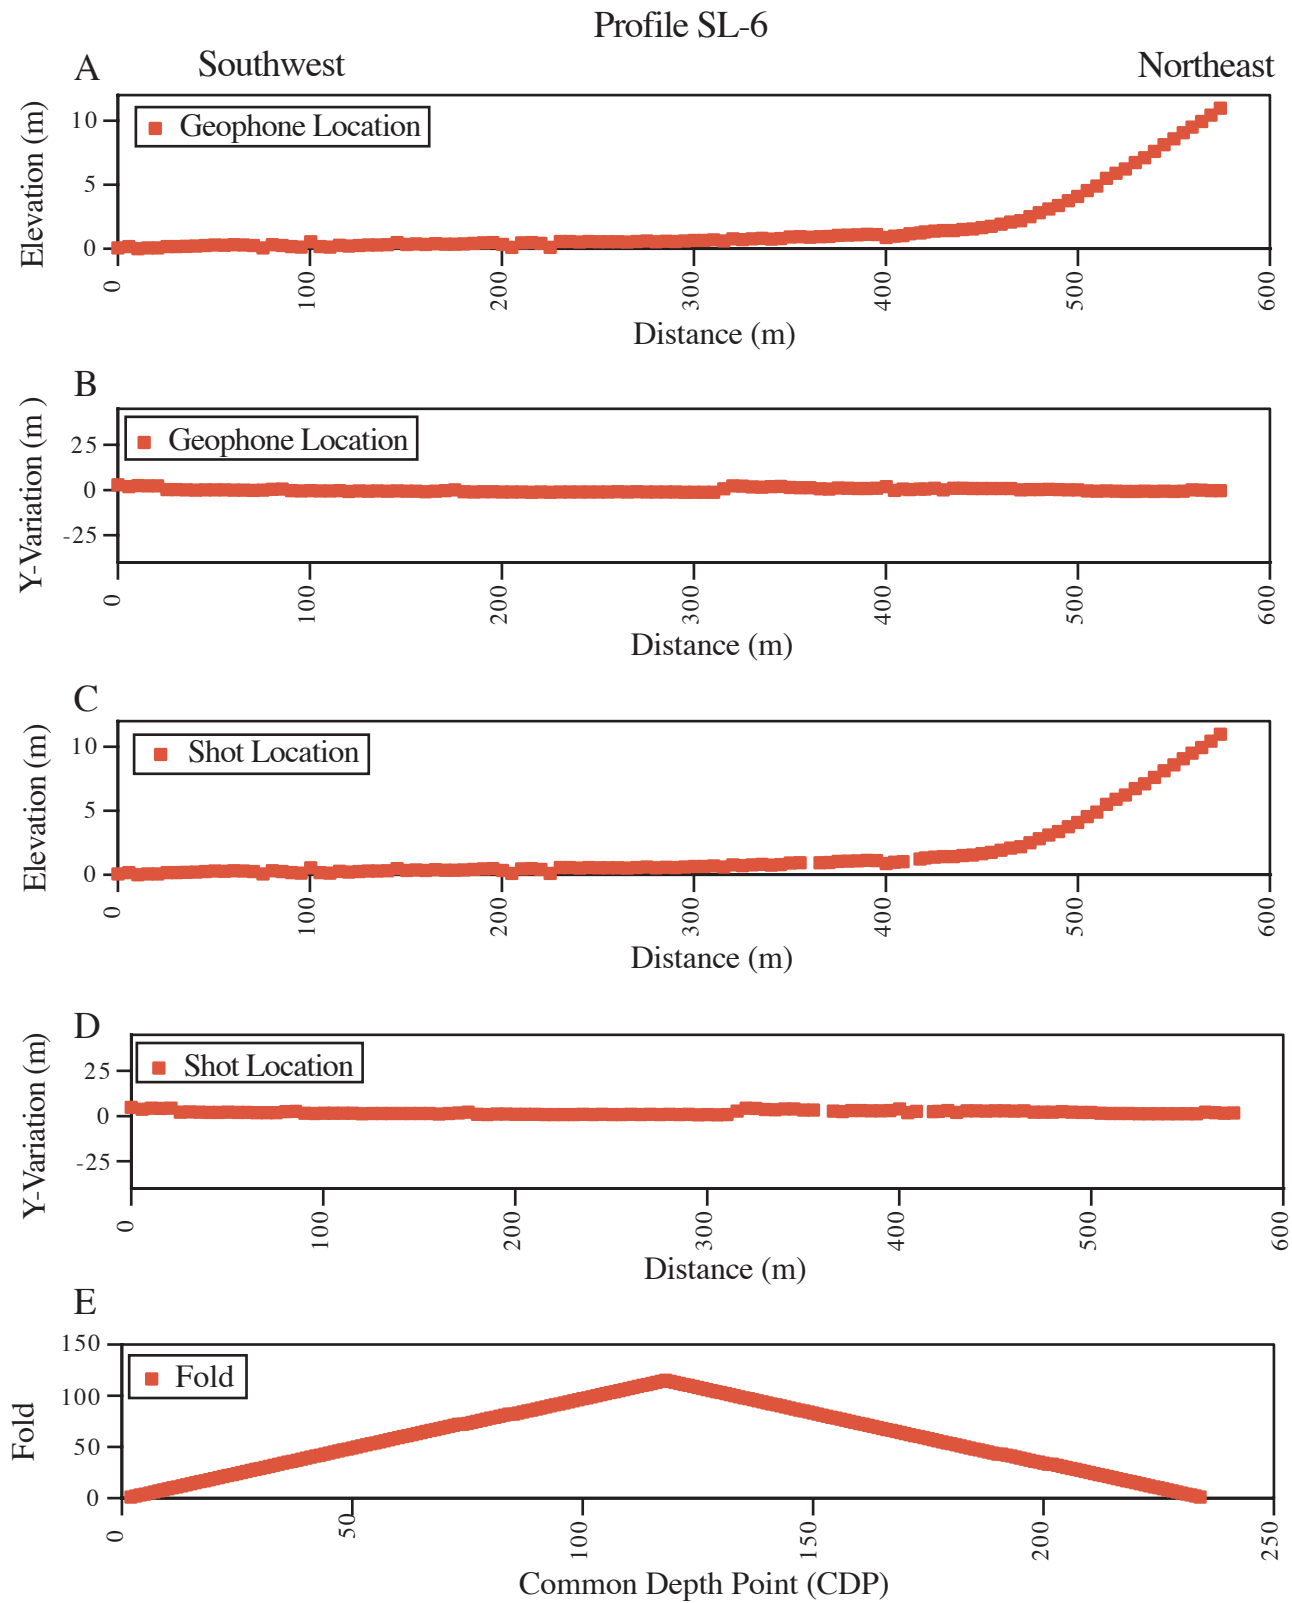 Profile SL-6
A
Southwest
Northeast
Elevation (m)
Geophone Location
10
5
0
0
100
200
300
400
500
600
Distance (m)
B
Y-Variation (m )
Geophone Location
25
0
-25
0
100
200
300
400
500
600
Distance (m)
C
Elevation (m)
Shot Location
10
5
0
0
100
200
300
400
500
600
Distance (m)
D
Y-Variation (m)
Shot Location
25
0
-25
0
100
200
300
400
500
600
Distance (m)
E
Fold
150
Fold
100
50
0
0
50
100
150
200
250
Common Depth Point (CDP)